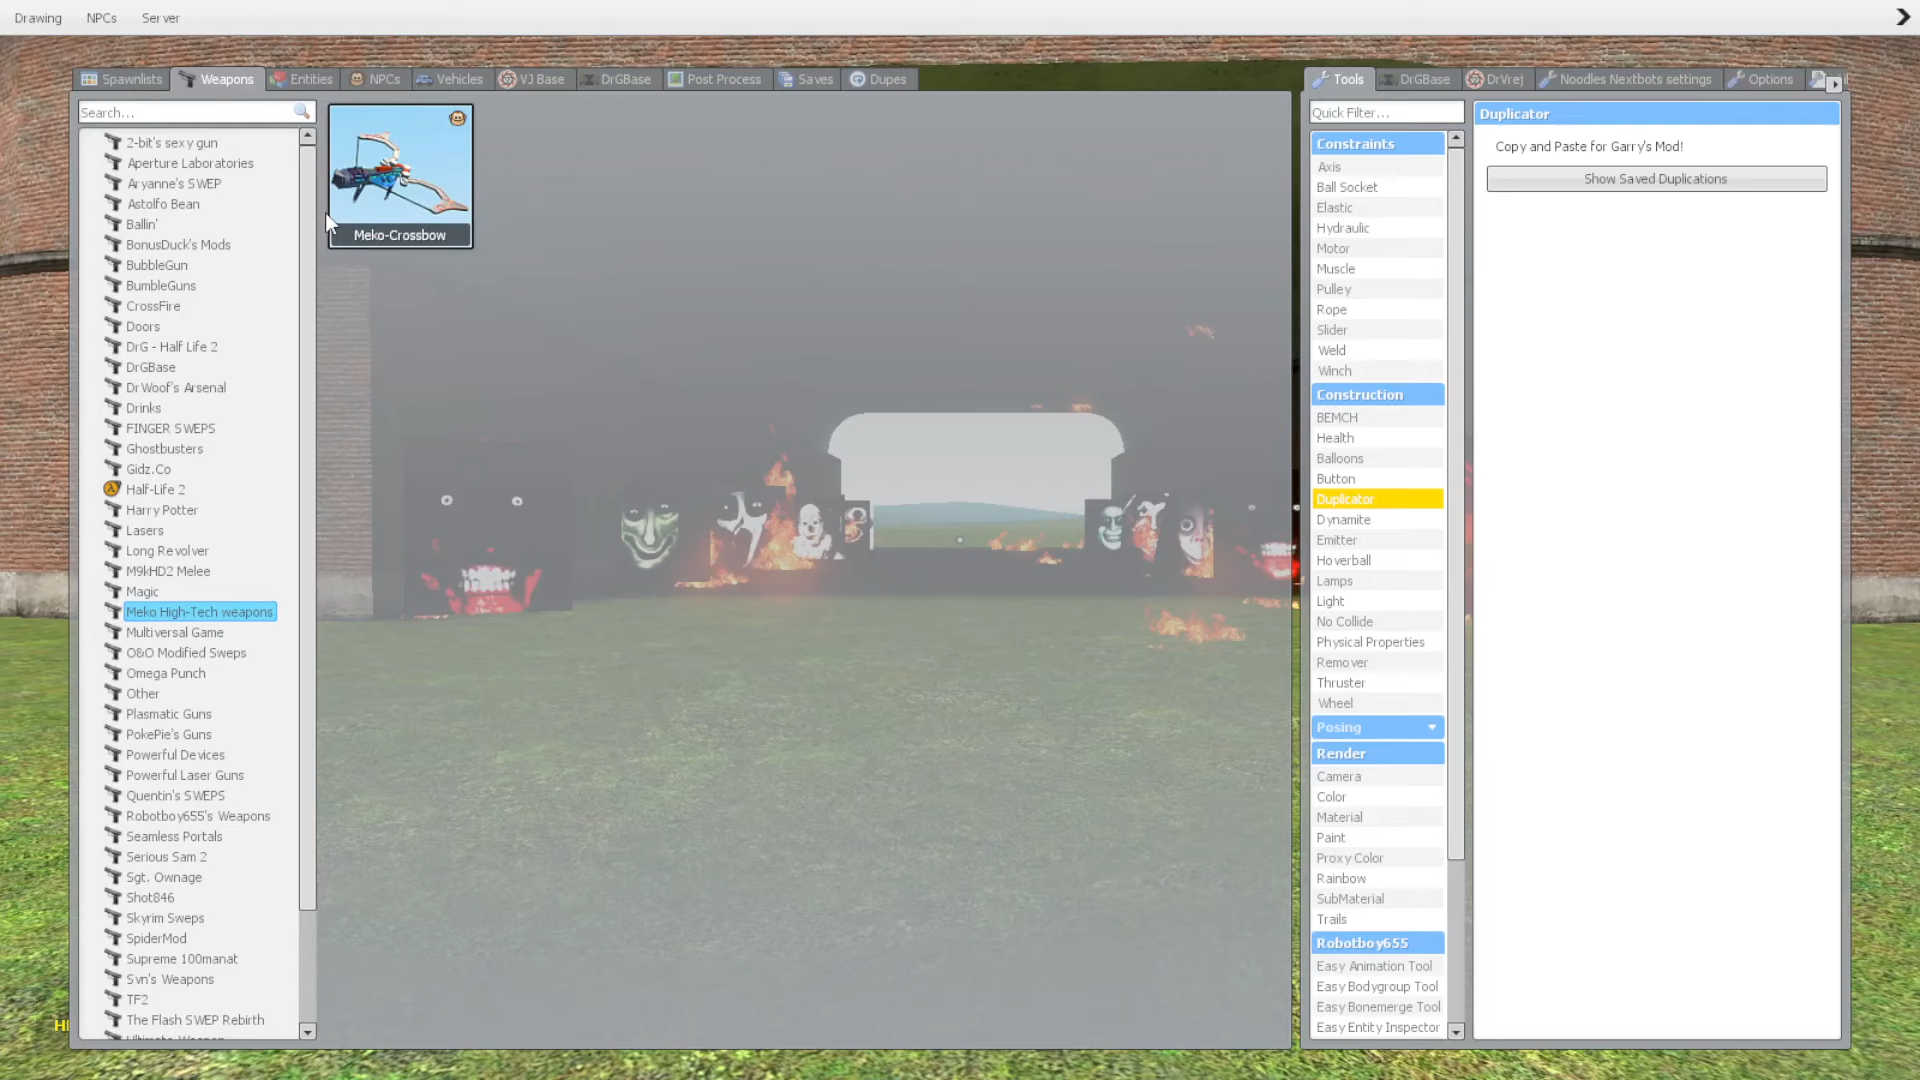 Drawing NPCs Server
Spawnlists Weapons Entities NPCs Vehicles VJ Base DrGBase Post Process Saves Dupes
Search...
2-bit's sexy gun
Aperture Laboratories
Aryanne's SWEP
Astolfo Bean
Ballin'
BonusDuck's Mods
BubbleGun
BumbleGuns
CrossFire
Doors
DrG - Half Life 2
DrGBase
DrWoof's Arsenal
Drinks
FINGER SWEPS
Ghostbusters
Gidz.Co
Half-Life 2
Harry Potter
Lasers
Long Revolver
M9kHD2 Melee
Magic
Meko High-Tech weapons
Multiversal Game
O&O Modified Sweps
Omega Punch
Other
Plasmatic Guns
PokePie's Guns
Powerful Devices
Powerful Laser Guns
Quentin's SWEPS
Robotboy655's Weapons
Seamless Portals
Serious Sam 2
Sgt. Ownage
Shot846
Skyrim Sweps
SpiderMod
Supreme 100manat
Svn's Weapons
TF2
The Flash SWEP Rebirth
Meko-Crossbow
Tools DrGBase DrVrej Noodles Nextbots settings Options
Quick Filter...
Constraints
Axis
Ball Socket
Elastic
Hydraulic
Motor
Muscle
Pulley
Rope
Slider
Weld
Winch
Construction
BEMCH
Health
Balloons
Button
Duplicator
Dynamite
Emitter
Hoverball
Lamps
Light
No Collide
Physical Properties
Remover
Thruster
Wheel
Posing
Render
Camera
Color
Material
Paint
Proxy Color
Rainbow
SubMaterial
Trails
Robotboy655
Easy Animation Tool
Easy Bodygroup Tool
Easy Bonemerge Tool
Easy Entity Inspector
Duplicator
Copy and Paste for Garry's Mod!
Show Saved Duplications